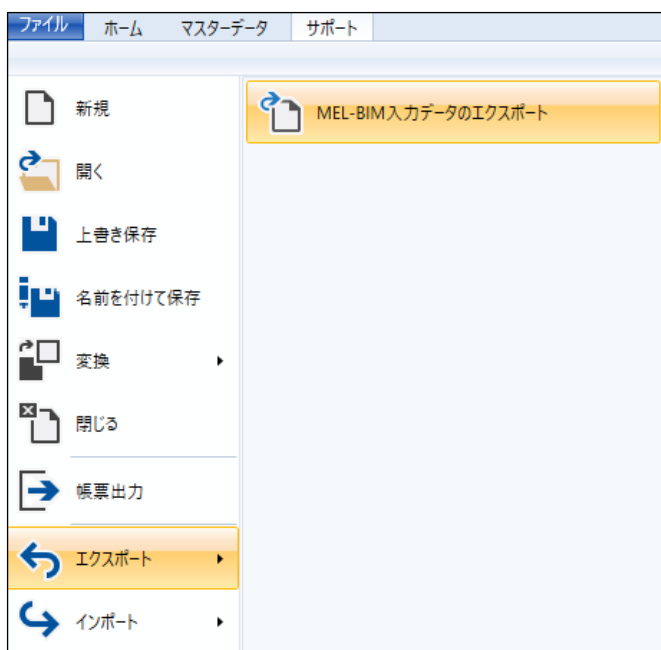 ファイル ホーム マスターデータ サポート
新規
MEL-BIM入力データのエクスポート
開く
上書き保存
名前を付けて保存
変換
閉じる
帳票出力
エクスポート
インポート